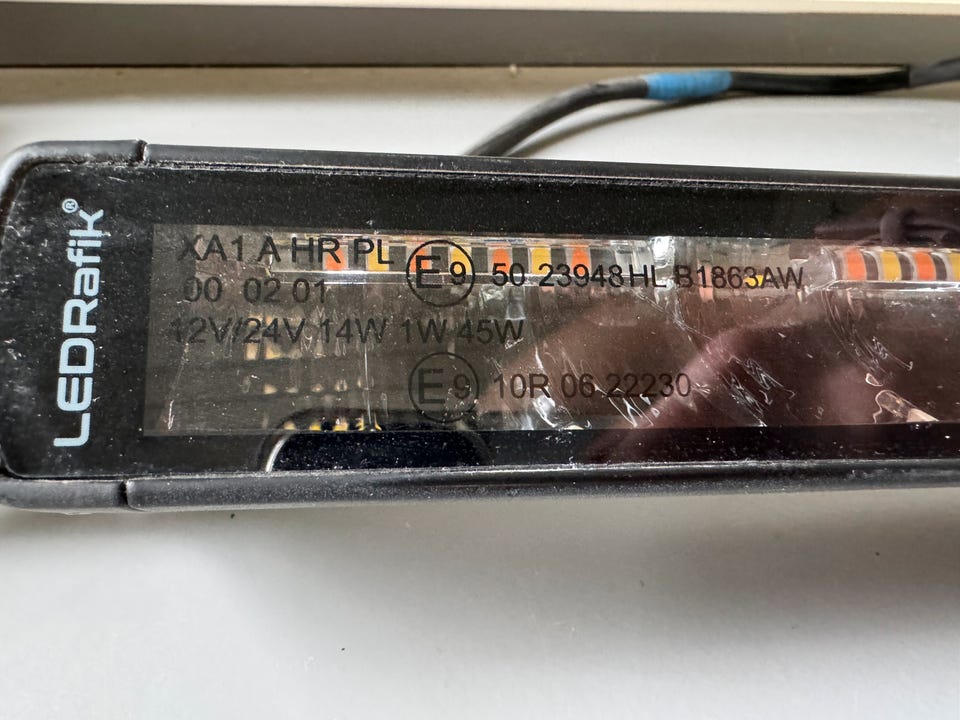 LEDRafik®
XA1 A HR PL
00 02 01
E9 50 23948 HL B1863AW
12V/24V 14W 1W 45W
E9 10R 06 22230